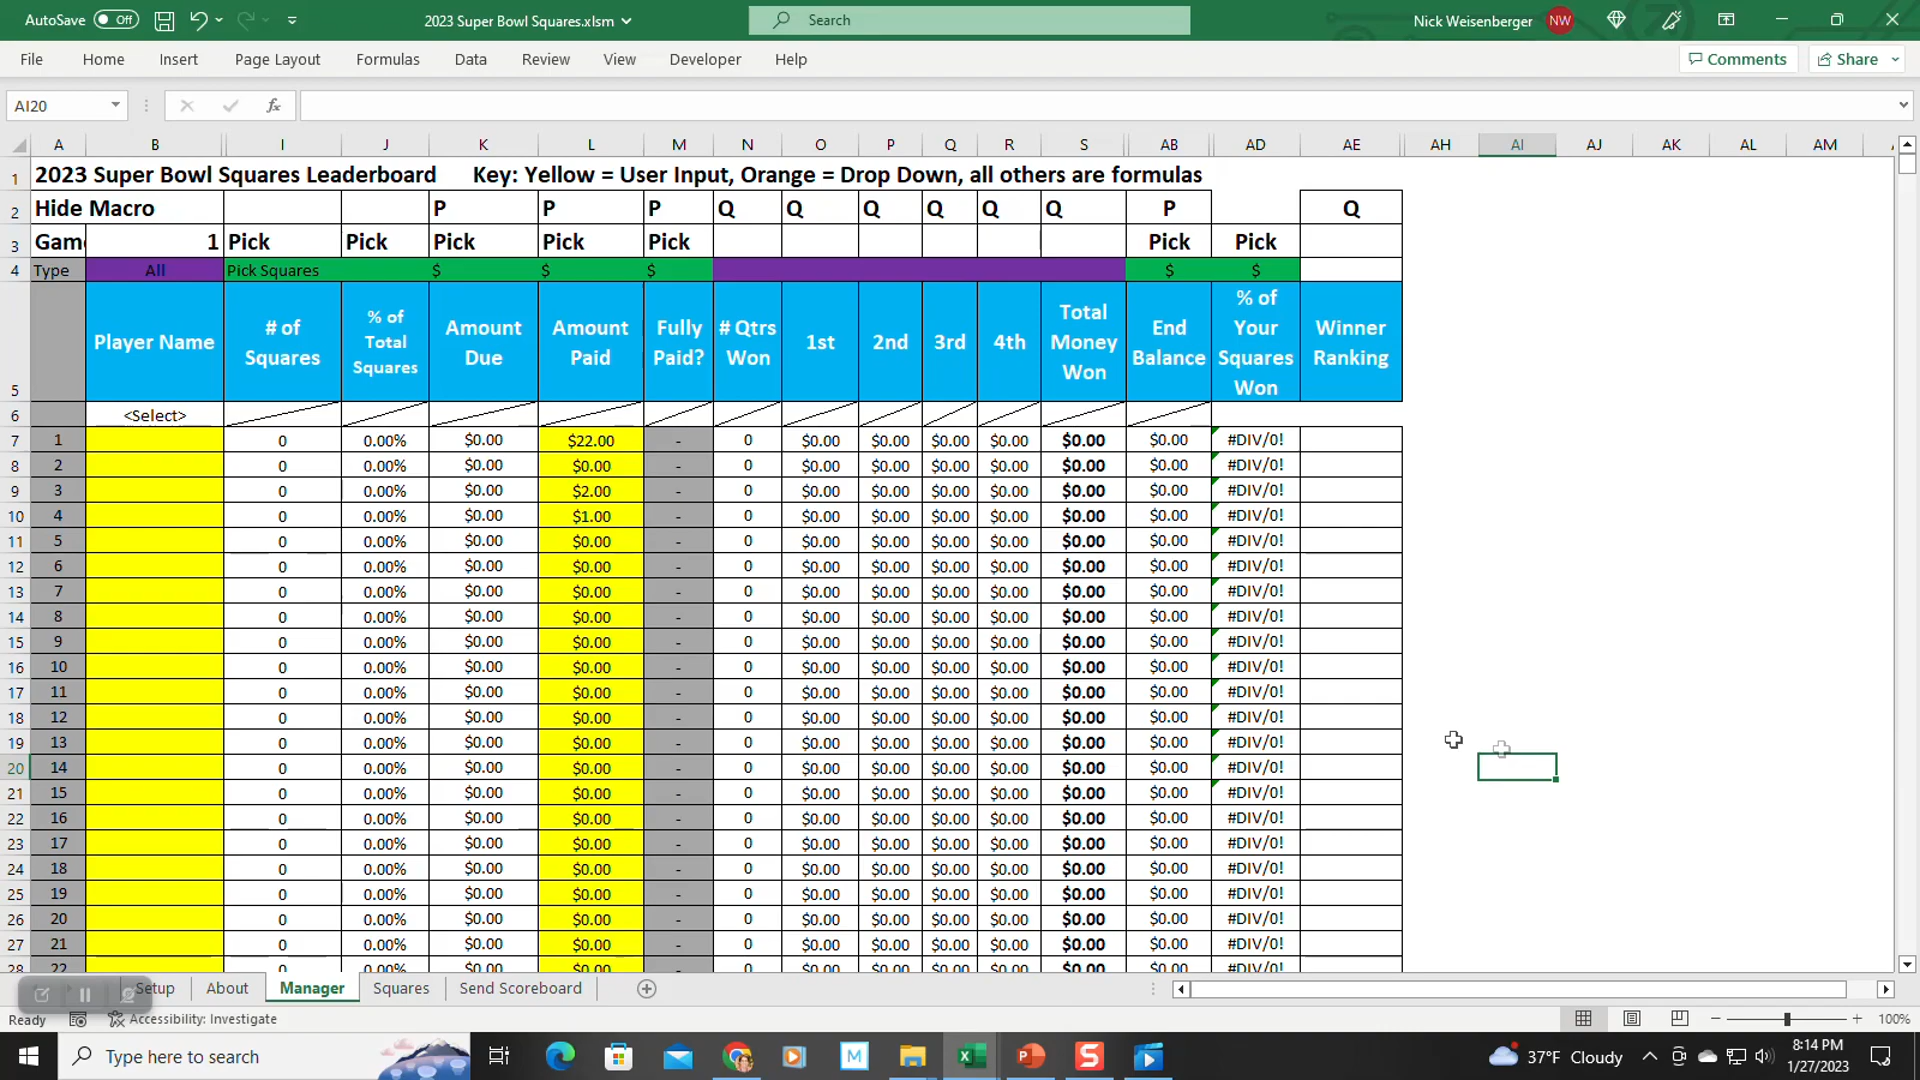 AutoSave Off 2023 Super Bowl Squares.xlsm Search Nick Weisenberger NW
File Home Insert Page Layout Formulas Data Review View Developer Help Comments Share
AI20 fx
A B I J K L M N O P Q R S AB AD AE AH AI AJ AK AL AM
1 2023 Super Bowl Squares Leaderboard Key: Yellow = User Input, Orange = Drop Down, all others are formulas
2 Hide Macro P P P Q Q Q Q Q Q P Q
3 Gam 1 Pick Pick Pick Pick Pick Pick Pick
4 Type All Pick Squares $ $ $ $ $
5 Player Name # of Squares % of Total Squares Amount Due Amount Paid Fully Paid? # Qtrs Won 1st 2nd 3rd 4th Total Money Won End Balance % of Your Squares Won Winner Ranking
6 <Select>
7 1 0 0.00% $0.00 $22.00 - 0 $0.00 $0.00 $0.00 $0.00 $0.00 $0.00 #DIV/0!
8 2 0 0.00% $0.00 $0.00 - 0 $0.00 $0.00 $0.00 $0.00 $0.00 $0.00 #DIV/0!
9 3 0 0.00% $0.00 $2.00 - 0 $0.00 $0.00 $0.00 $0.00 $0.00 $0.00 #DIV/0!
10 4 0 0.00% $0.00 $1.00 - 0 $0.00 $0.00 $0.00 $0.00 $0.00 $0.00 #DIV/0!
11 5 0 0.00% $0.00 $0.00 - 0 $0.00 $0.00 $0.00 $0.00 $0.00 $0.00 #DIV/0!
12 6 0 0.00% $0.00 $0.00 - 0 $0.00 $0.00 $0.00 $0.00 $0.00 $0.00 #DIV/0!
13 7 0 0.00% $0.00 $0.00 - 0 $0.00 $0.00 $0.00 $0.00 $0.00 $0.00 #DIV/0!
14 8 0 0.00% $0.00 $0.00 - 0 $0.00 $0.00 $0.00 $0.00 $0.00 $0.00 #DIV/0!
15 9 0 0.00% $0.00 $0.00 - 0 $0.00 $0.00 $0.00 $0.00 $0.00 $0.00 #DIV/0!
16 10 0 0.00% $0.00 $0.00 - 0 $0.00 $0.00 $0.00 $0.00 $0.00 $0.00 #DIV/0!
17 11 0 0.00% $0.00 $0.00 - 0 $0.00 $0.00 $0.00 $0.00 $0.00 $0.00 #DIV/0!
18 12 0 0.00% $0.00 $0.00 - 0 $0.00 $0.00 $0.00 $0.00 $0.00 $0.00 #DIV/0!
19 13 0 0.00% $0.00 $0.00 - 0 $0.00 $0.00 $0.00 $0.00 $0.00 $0.00 #DIV/0!
20 14 0 0.00% $0.00 $0.00 - 0 $0.00 $0.00 $0.00 $0.00 $0.00 $0.00 #DIV/0!
21 15 0 0.00% $0.00 $0.00 - 0 $0.00 $0.00 $0.00 $0.00 $0.00 $0.00 #DIV/0!
22 16 0 0.00% $0.00 $0.00 - 0 $0.00 $0.00 $0.00 $0.00 $0.00 $0.00 #DIV/0!
23 17 0 0.00% $0.00 $0.00 - 0 $0.00 $0.00 $0.00 $0.00 $0.00 $0.00 #DIV/0!
24 18 0 0.00% $0.00 $0.00 - 0 $0.00 $0.00 $0.00 $0.00 $0.00 $0.00 #DIV/0!
25 19 0 0.00% $0.00 $0.00 - 0 $0.00 $0.00 $0.00 $0.00 $0.00 $0.00 #DIV/0!
26 20 0 0.00% $0.00 $0.00 - 0 $0.00 $0.00 $0.00 $0.00 $0.00 $0.00 #DIV/0!
27 21 0 0.00% $0.00 $0.00 - 0 $0.00 $0.00 $0.00 $0.00 $0.00 $0.00 #DIV/0!
28 22 0 0.00% $0.00 $0.00 - 0 $0.00 $0.00 $0.00 $0.00 $0.00 $0.00 #DIV/0!
Setup About Manager Squares Send Scoreboard
Ready Accessibility: Investigate 100%
Type here to search M P S 37°F Cloudy 8:14 PM
1/27/2023